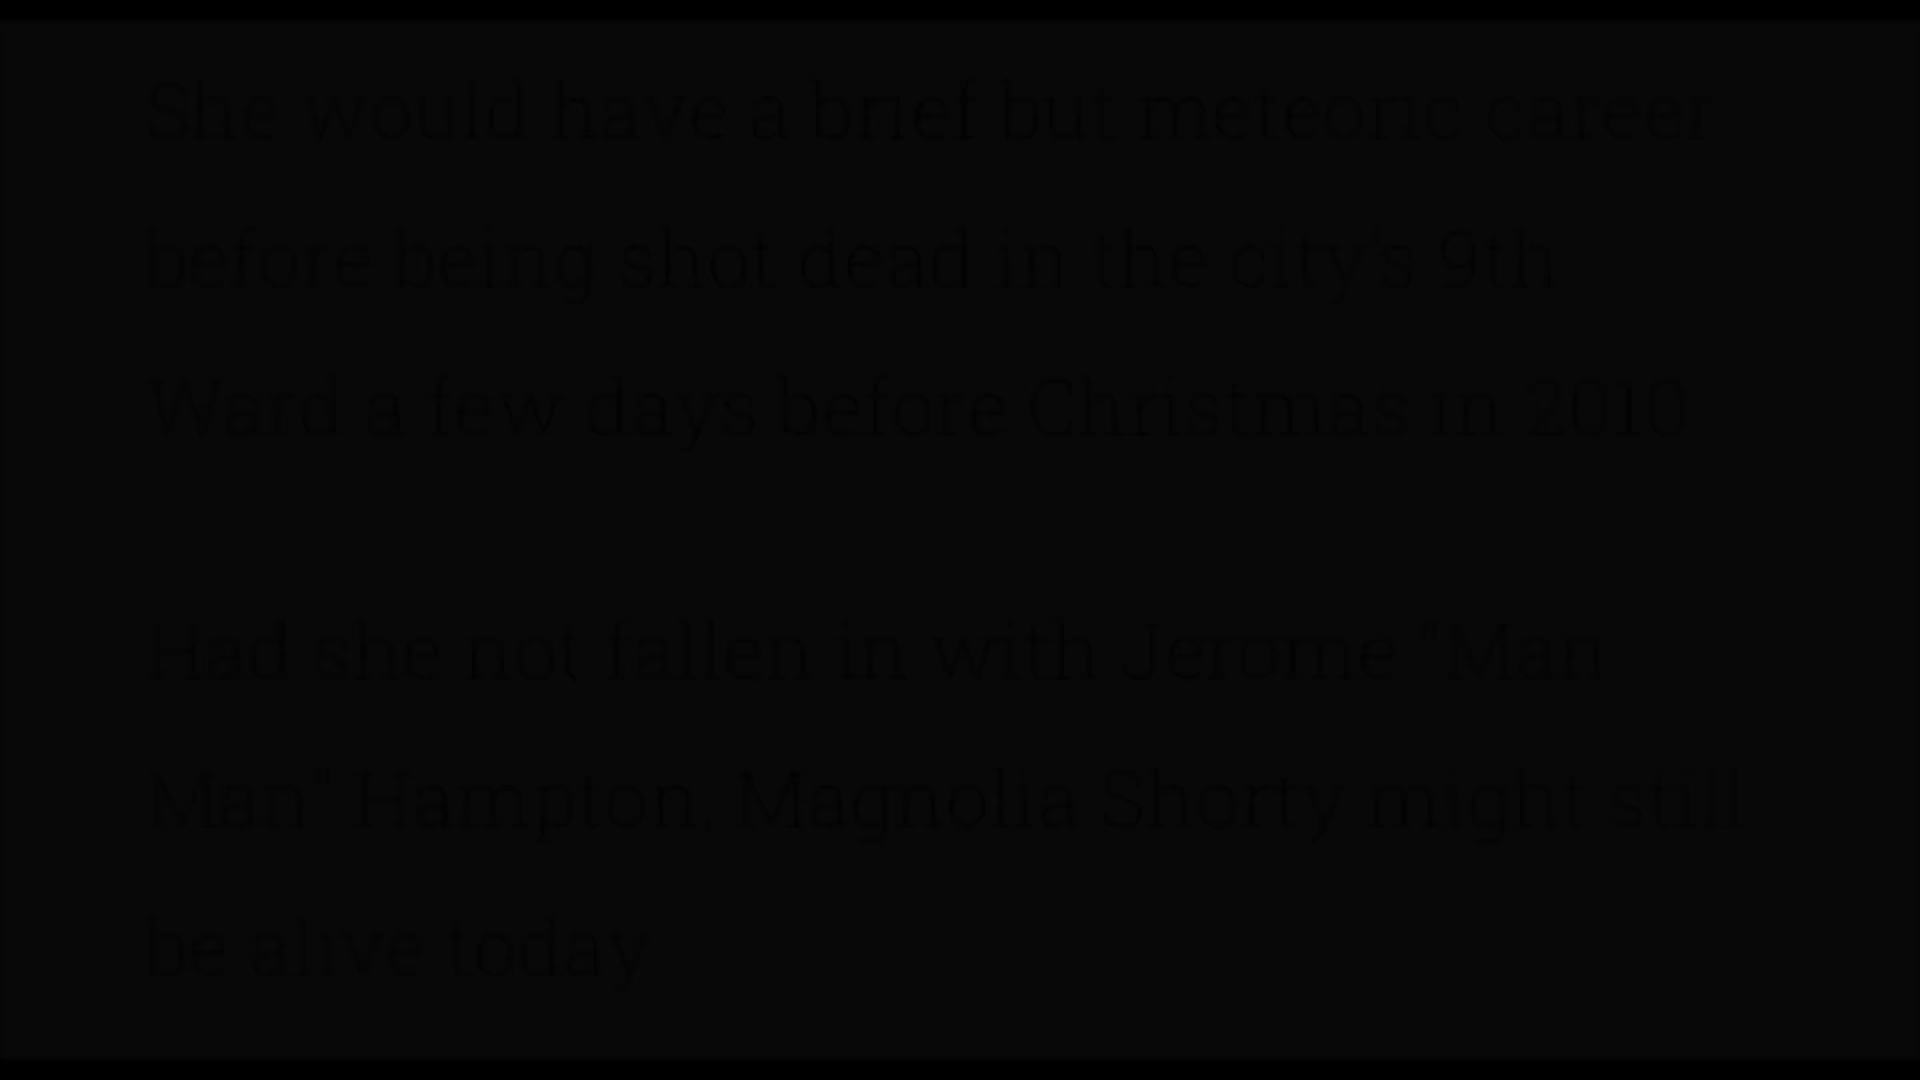 She would have a brief but meteoric career
before being shot dead in the city's 9th
Ward a few days before Christmas in 2010
Had she not fallen in with Jerome "Man
Man" Hampton, Magnolia Shorty might still
be alive today